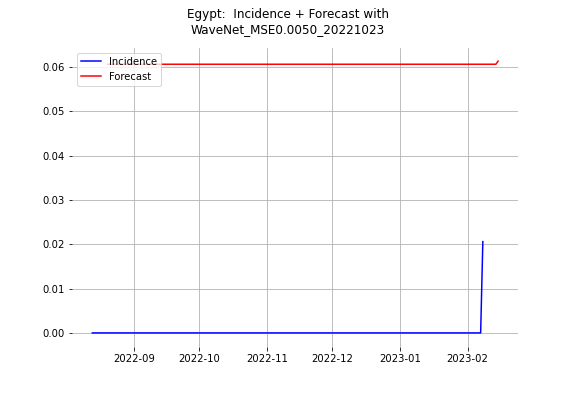 Egypt:  Incidence + Forecast with
WaveNet_MSE0.0050_20221023
Incidence
Forecast
0.06
0.05
0.04
0.03
0.02
0.01
0.00
2022-09 2022-10 2022-11 2022-12 2023-01 2023-02